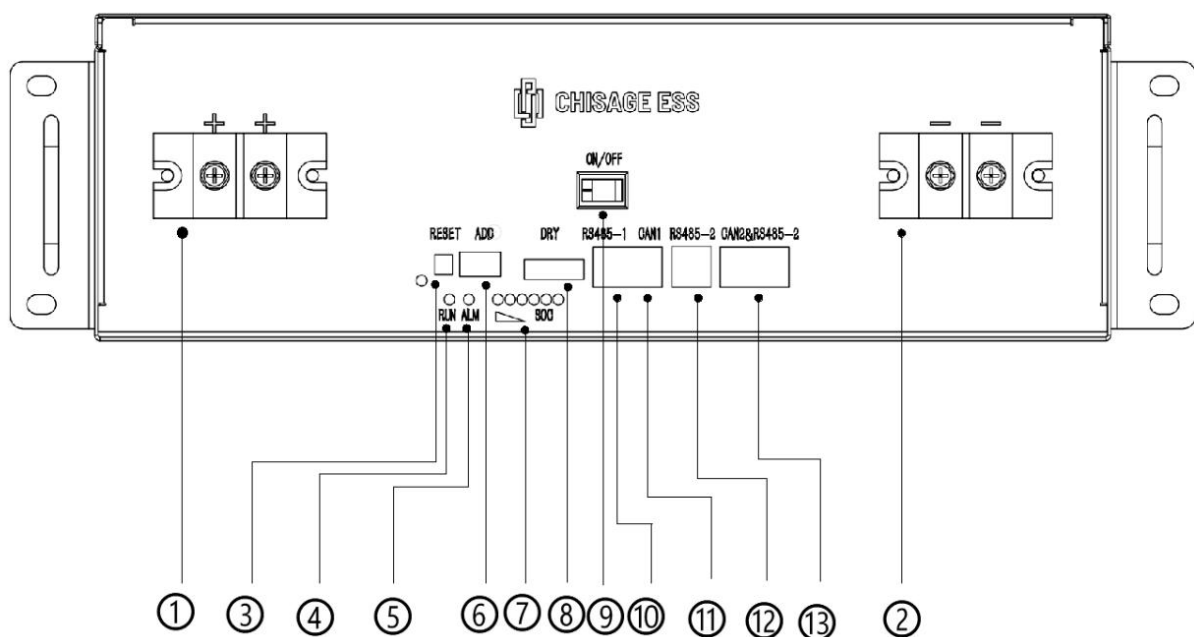 CHISAGE ESS
+ + − −
ON/OFF
RESET ADD DRY RS485-1 CAN1 RS485-2 CAN2&RS485-2
RUN ALM SOC
① ③ ④ ⑤ ⑥ ⑦ ⑧ ⑨ ⑩ ⑪ ⑫ ⑬ ②